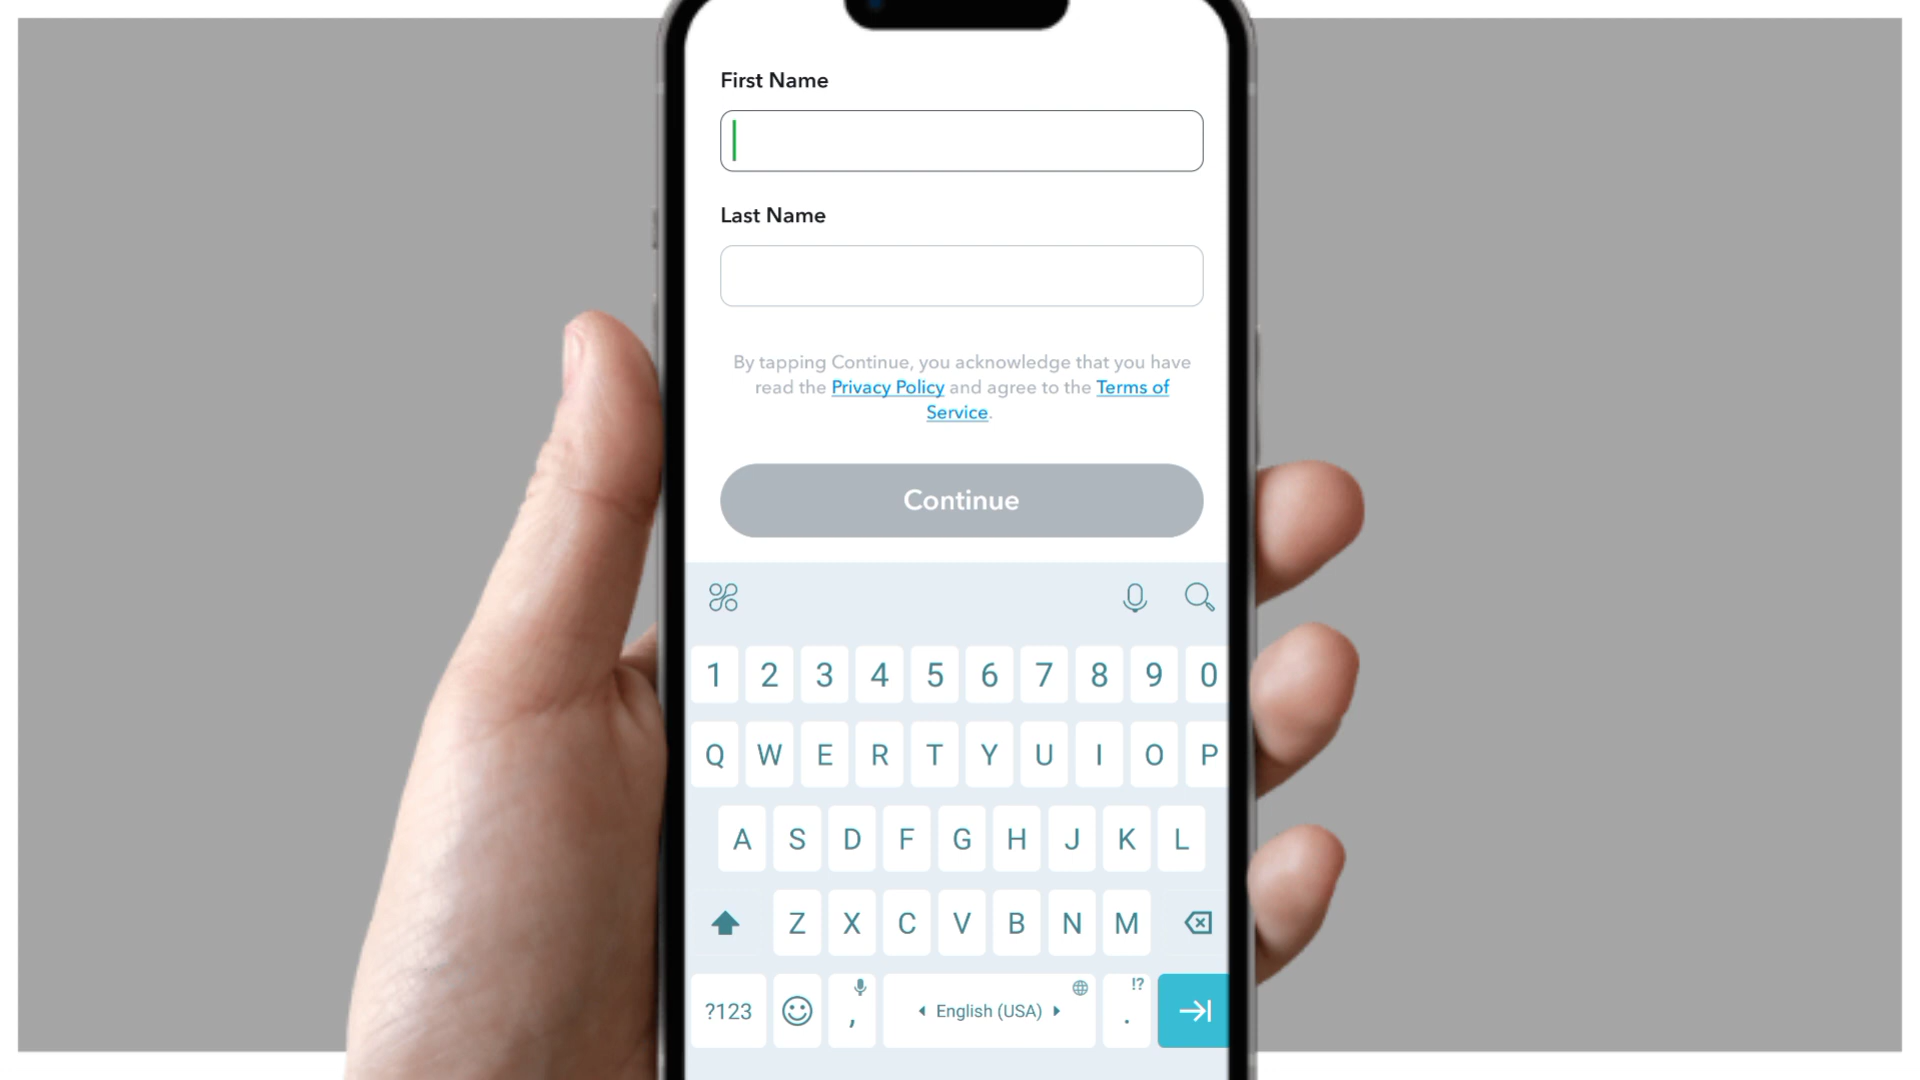 First Name
Last Name
By tapping Continue, you acknowledge that you have
read the Privacy Policy and agree to the Terms of
Service.
Continue
1 2 3 4 5 6 7 8 9 0
Q W E R T Y U I O P
A S D F G H J K L
Z X C V B N M
!?
?123 , English (USA) .